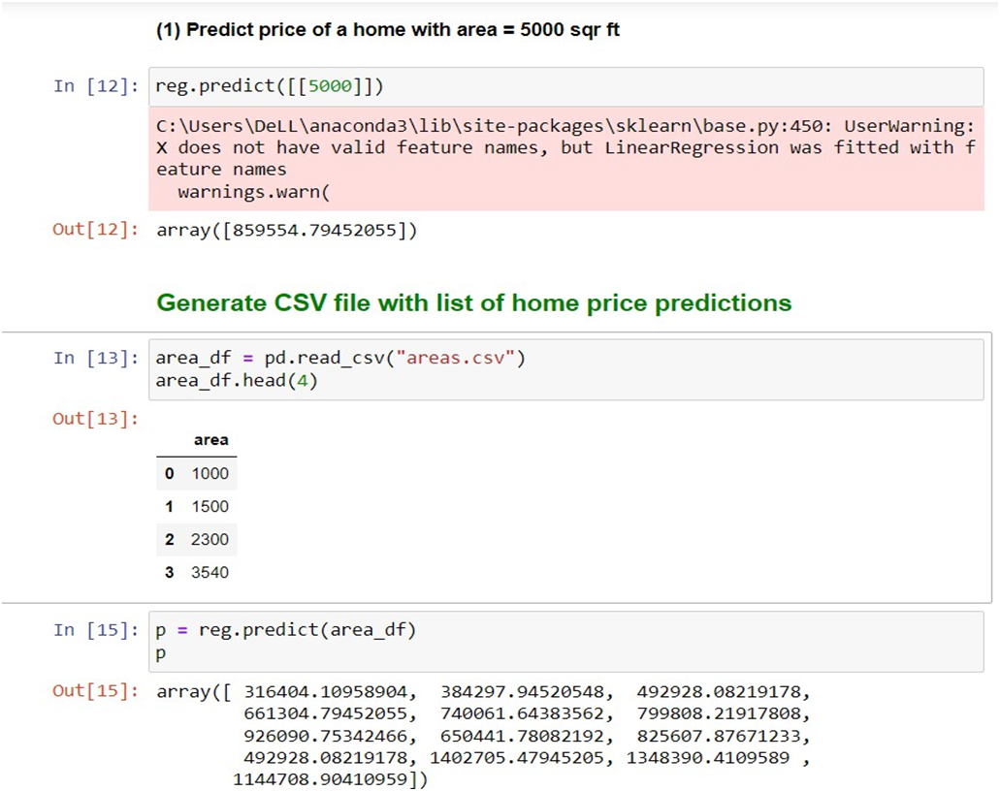 (1) Predict price of a home with area = 5000 sqr ft
In [12]: reg.predict([[5000]])
C:\Users\DeLL\anaconda3\lib\site-packages\sklearn\base.py:450: UserWarning:
X does not have valid feature names, but LinearRegression was fitted with f
eature names
  warnings.warn(
Out[12]: array([859554.79452055])
Generate CSV file with list of home price predictions
In [13]: area_df = pd.read_csv("areas.csv")
area_df.head(4)
Out[13]:
area
0 1000
1 1500
2 2300
3 3540
In [15]: p = reg.predict(area_df)
p
Out[15]: array([ 316404.10958904,  384297.94520548,  492928.08219178,
661304.79452055,  740061.64383562,  799808.21917808,
926090.75342466,  650441.78082192,  825607.87671233,
492928.08219178, 1402705.47945205, 1348390.4109589 ,
1144708.90410959])